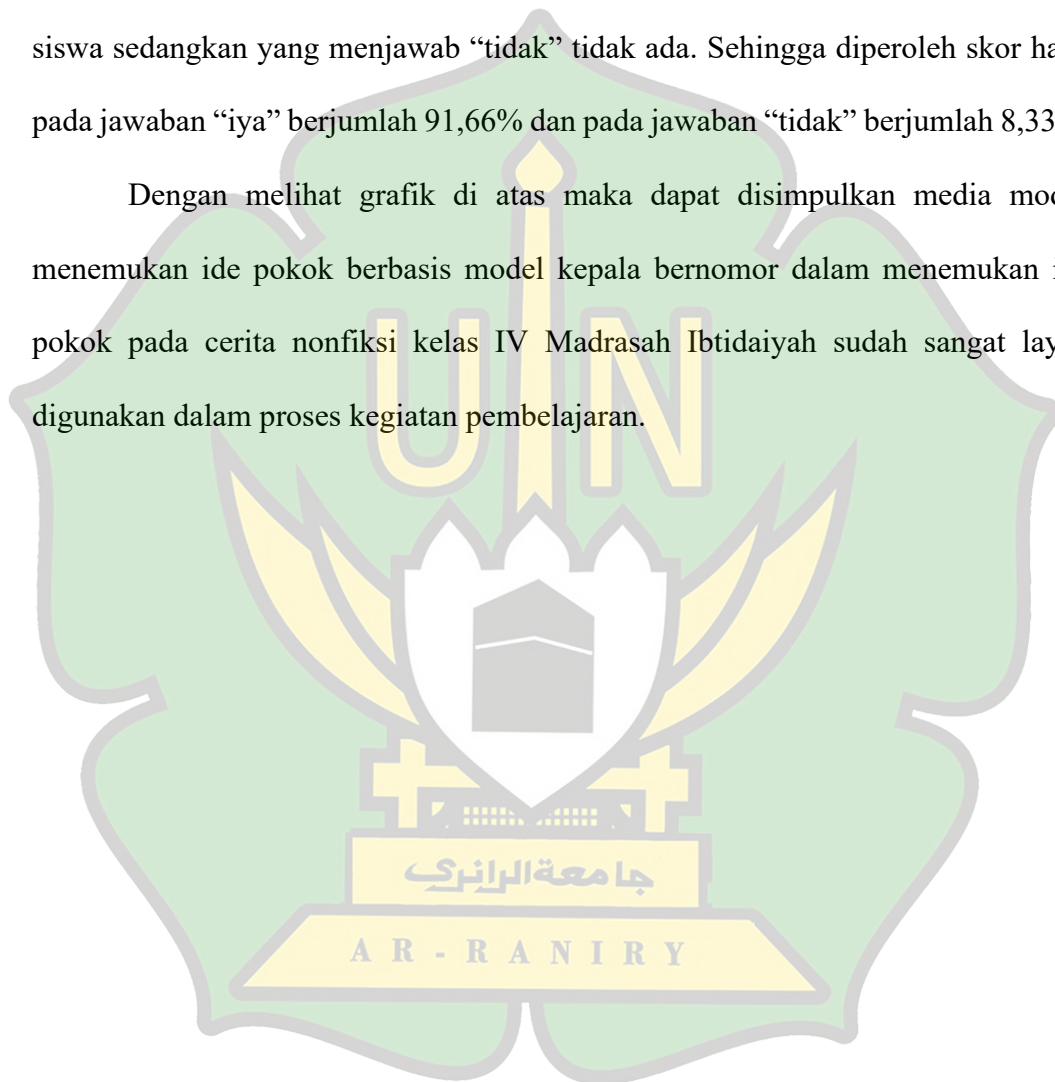 siswa sedangkan yang menjawab “tidak” tidak ada. Sehingga diperoleh skor ha
pada jawaban “iya” berjumlah 91,66% dan pada jawaban “tidak” berjumlah 8,33
Dengan melihat grafik di atas maka dapat disimpulkan media mod
menemukan ide pokok berbasis model kepala bernomor dalam menemukan i
pokok pada cerita nonfiksi kelas IV Madrasah Ibtidaiyah sudah sangat lay
digunakan dalam proses kegiatan pembelajaran.
UIN
جامعة الرانري
AR-RANIRY